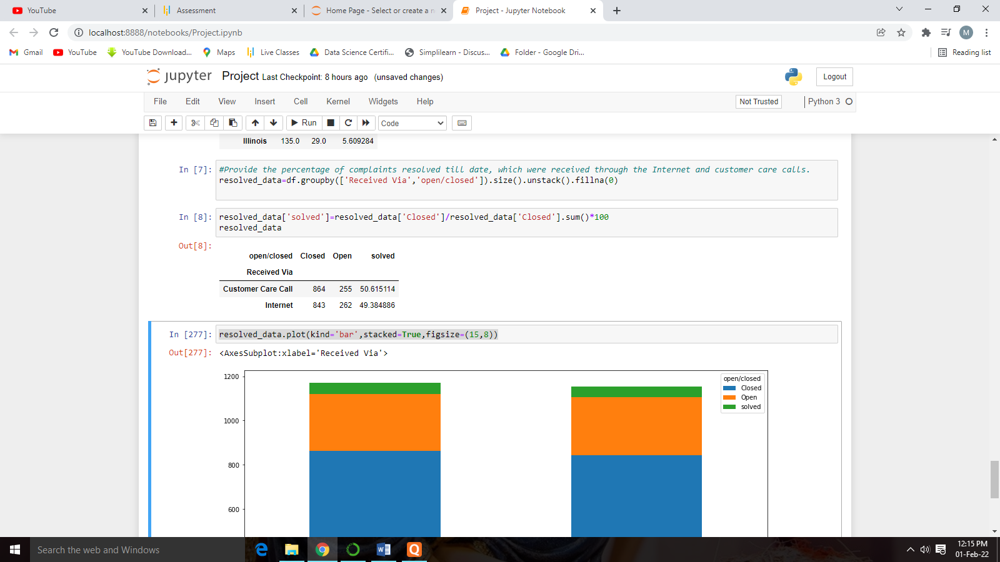 YouTube
Assessment
Home Page - Select or create a n
Project - Jupyter Notebook
localhost:8888/notebooks/Project.ipynb
M
Gmail
YouTube
YouTube Download...
Maps
Live Classes
Data Science Certifi...
Simplilearn - Discus...
Folder - Google Dri...
Reading list
jupyter Project Last Checkpoint: 8 hours ago (unsaved changes)
Logout
File Edit View Insert Cell Kernel Widgets Help
Not Trusted
Python 3
Run
Code
Illinois 135.0 29.0 5.609284
In [7]: #Provide the percentage of complaints resolved till date, which were received through the Internet and customer care calls.
resolved_data=df.groupby(['Received Via','open/closed']).size().unstack().fillna(0)
In [8]: resolved_data['solved']=resolved_data['Closed']/resolved_data['Closed'].sum()*100
resolved_data
Out[8]:
open/closed Closed Open solved
Received Via
Customer Care Call 864 255 50.615114
Internet 843 262 49.384886
In [277]: resolved_data.plot(kind='bar',stacked=True,figsize=(15,8))
Out[277]: <AxesSubplot:xlabel='Received Via'>
1200
1000
800
600
open/closed
Closed
Open
solved
Search the web and Windows
12:15 PM
01-Feb-22